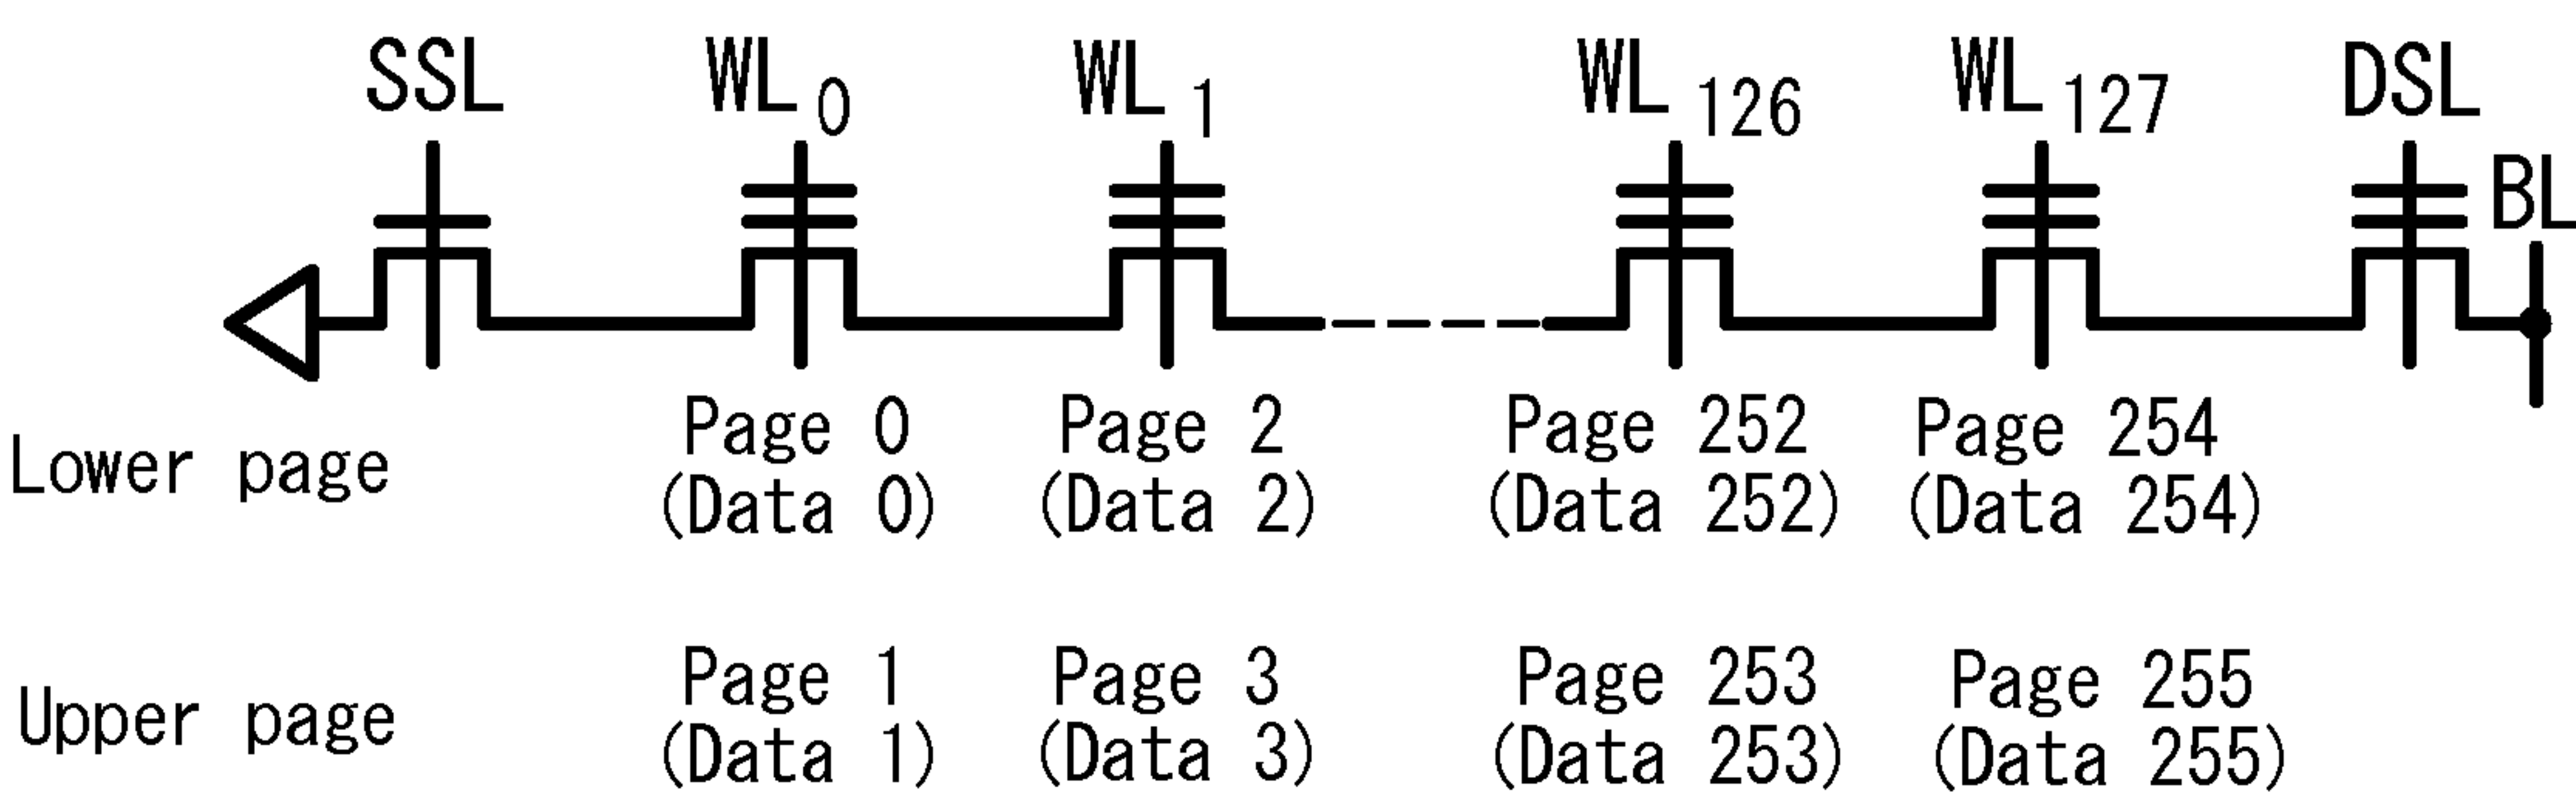 SSL WL0 WL1 WL126 WL127 DSL
BL
Lower page
Page 0 Page 2 Page 252 Page 254
(Data 0) (Data 2) (Data 252) (Data 254)
Upper page
Page 1 Page 3 Page 253 Page 255
(Data 1) (Data 3) (Data 253) (Data 255)